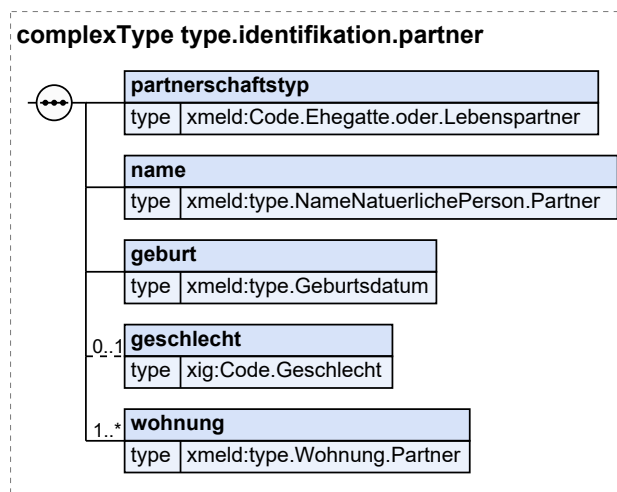 complexType type.identifikation.partner
partnerschaftstyp
type xmeld:Code.Ehegatte.oder.Lebenspartner
name
type xmeld:type.NameNatuerlichePerson.Partner
geburt
type xmeld:type.Geburtsdatum
0..1 geschlecht
type xig:Code.Geschlecht
1..* wohnung
type xmeld:type.Wohnung.Partner